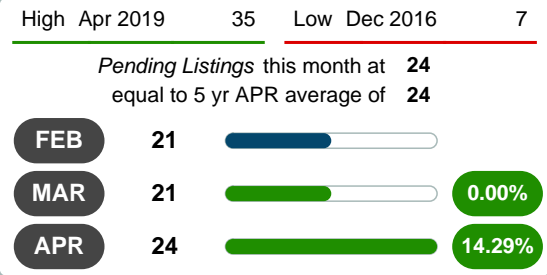 High Apr 2019 35 Low Dec 2016 7
Pending Listings this month at 24
equal to 5 yr APR average of 24
FEB 21
MAR 21 0.00%
APR 24 14.29%